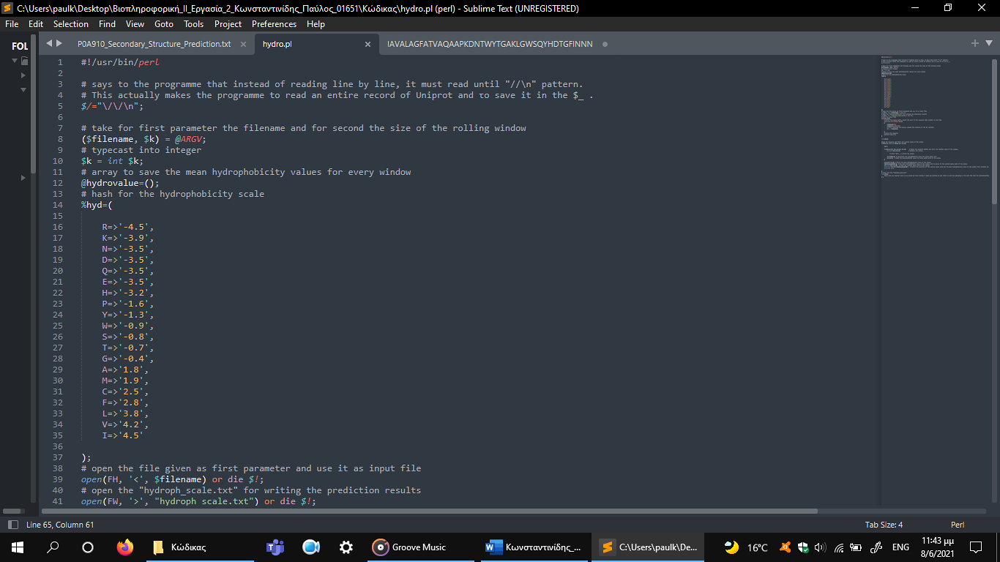 C:\Users\paulk\Desktop\Βιοπληροφορική_ΙΙ_Εργασία_2_Κωνσταντινίδης_Παύλος_01651\Κώδικας\hydro.pl (perl) - Sublime Text (UNREGISTERED)
File Edit Selection Find View Goto Tools Project Preferences Help
FOL
P0A910_Secondary_Structure_Prediction.txt
hydro.pl
IAVALAGFATVAQAAPKDNTWYTGAKLGWSQYHDTGFINNN
1 #!/usr/bin/perl
2
3 # says to the programme that instead of reading line by line, it must read until "//\n" pattern.
4 # This actually makes the programme to read an entire record of Uniprot and το save it in the $_ .
5 $/="\/\/\n";
6
7 # take for first parameter the filename and for second the size of the rolling window
8 ($filename, $k) = @ARGV;
9 # typecast into integer
10 $k = int $k;
11 # array to save the mean hydrophobicity values for every window
12 @hydrovalue=();
13 # hash for the hydrophobicity scale
14 %hyd=(
15
16 R=>'-4.5',
17 K=>'-3.9',
18 N=>'-3.5',
19 D=>'-3.5',
20 Q=>'-3.5',
21 E=>'-3.5',
22 H=>'-3.2',
23 P=>'-1.6',
24 Y=>'-1.3',
25 W=>'-0.9',
26 S=>'-0.8',
27 T=>'-0.7',
28 G=>'-0.4',
29 A=>'1.8',
30 M=>'1.9',
31 C=>'2.5',
32 F=>'2.8',
33 L=>'3.8',
34 V=>'4.2',
35 I=>'4.5'
36
37 );
38 # open the file given as first parameter and use it as input file
39 open(FH, '<', $filename) or die $!;
40 # open the "hydroph_scale.txt" for writing the prediction results
41 open(FW, '>', "hydroph_scale.txt") or die $!;
Line 65, Column 61
Tab Size: 4
Perl
Κώδικας
Groove Music
Κωνσταντινίδης_...
C:\Users\paulk\De...
16°C
ENG
11:43 μμ
8/6/2021